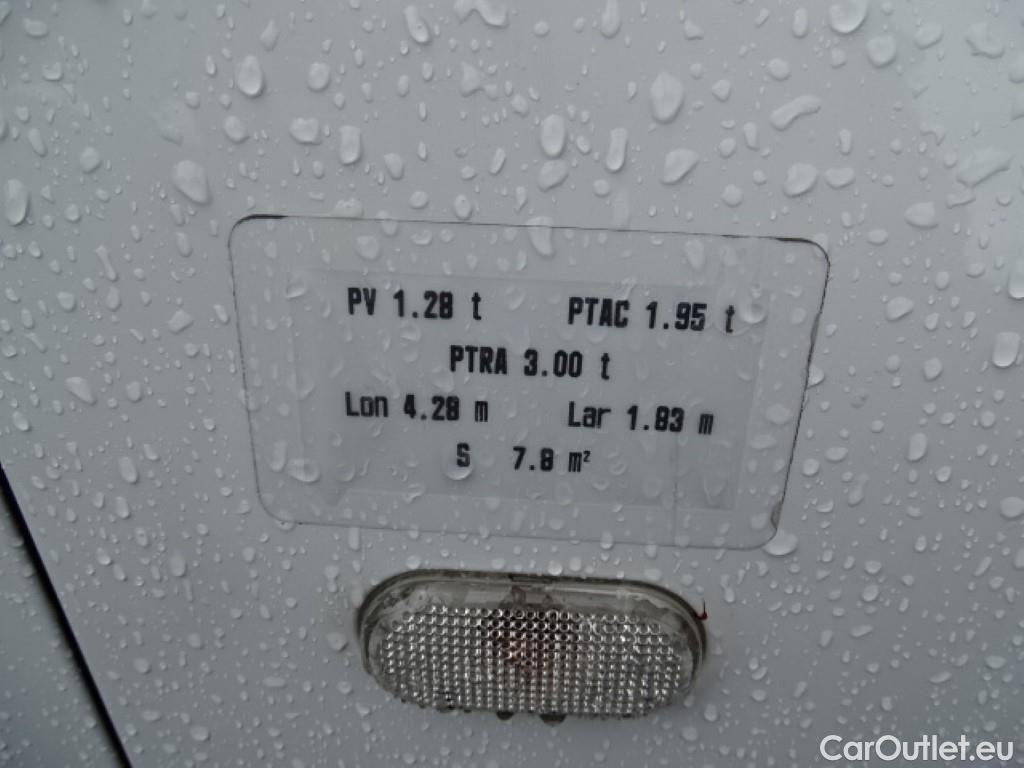 PV 1.28 t PTAC 1.95 t
PTRA 3.00 t
Lon 4.28 m Lar 1.83 m
S 7.8 m²
CarOutlet.eu